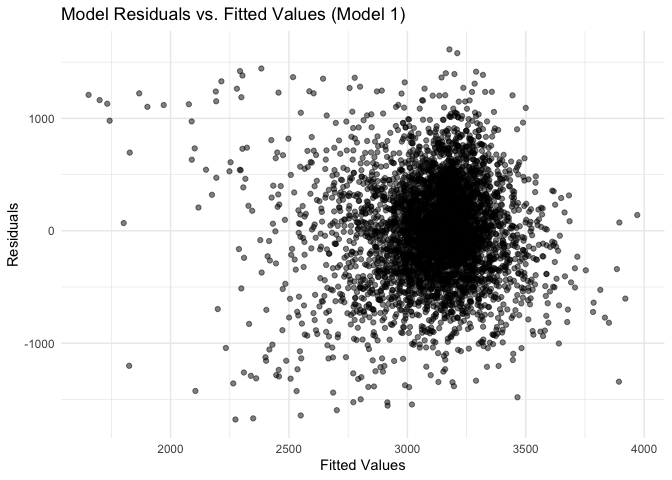 Model Residuals vs. Fitted Values (Model 1)
1000
0
-1000
Residuals
2000 2500 3000 3500 4000
Fitted Values